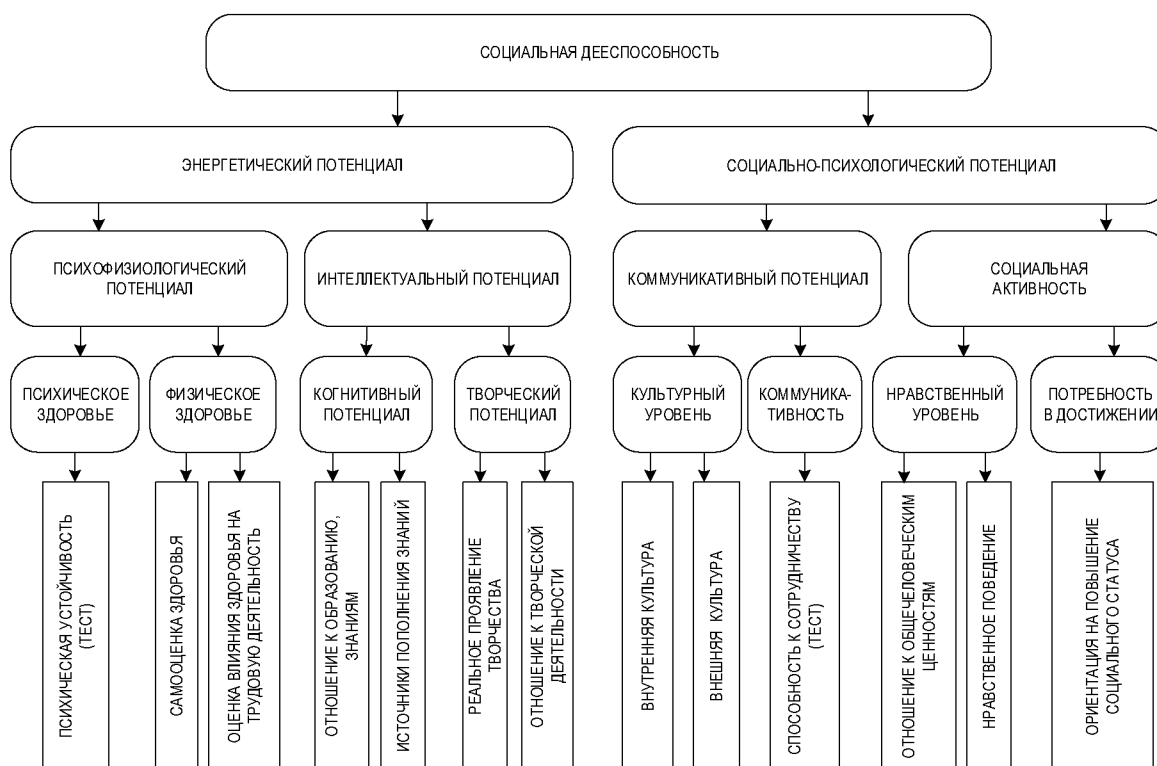 СОЦИАЛЬНАЯ ДЕЕСПОСОБНОСТЬ
ЭНЕРГЕТИЧЕСКИЙ ПОТЕНЦИАЛ
СОЦИАЛЬНО-ПСИХОЛОГИЧЕСКИЙ ПОТЕНЦИАЛ
ПСИХОФИЗИОЛОГИЧЕСКИЙ
ПОТЕНЦИАЛ
ИНТЕЛЛЕКТУАЛЬНЫЙ ПОТЕНЦИАЛ
КОММУНИКАТИВНЫЙ ПОТЕНЦИАЛ
СОЦИАЛЬНАЯ
АКТИВНОСТЬ
ПСИХИЧЕСКОЕ
ЗДОРОВЬЕ
ФИЗИЧЕСКОЕ
ЗДОРОВЬЕ
КОГНИТИВНЫЙ
ПОТЕНЦИАЛ
ТВОРЧЕСКИЙ
ПОТЕНЦИАЛ
КУЛЬТУРНЫЙ
УРОВЕНЬ
КОММУНИКА-
ТИВНОСТЬ
НРАВСТВЕННЫЙ
УРОВЕНЬ
ПОТРЕБНОСТЬ
В ДОСТИЖЕНИИ
ПСИХИЧЕСКАЯ УСТОЙЧИВОСТЬ
(ТЕСТ)
САМООЦЕНКА ЗДОРОВЬЯ
ОЦЕНКА ВЛИЯНИЯ ЗДОРОВЬЯ НА
ТРУДОВУЮ ДЕЯТЕЛЬНОСТЬ
ОТНОШЕНИЕ К ОБРАЗОВАНИЮ,
ЗНАНИЯМ
ИСТОЧНИКИ ПОПОЛНЕНИЯ ЗНАНИЙ
РЕАЛЬНОЕ ПРОЯВЛЕНИЕ
ТВОРЧЕСТВА
ОТНОШЕНИЕ К ТВОРЧЕСКОЙ
ДЕЯТЕЛЬНОСТИ
ВНУТРЕННЯЯ КУЛЬТУРА
ВНЕШНЯЯ КУЛЬТУРА
СПОСОБНОСТЬ К СОТРУДНИЧЕСТВУ
(ТЕСТ)
ОТНОШЕНИЕ К ОБЩЕЧЕЛОВЕЧЕСКИМ
ЦЕННОСТЯМ
НРАВСТВЕННОЕ ПОВЕДЕНИЕ
ОРИЕНТАЦИЯ НА ПОВЫШЕНИЕ
СОЦИАЛЬНОГО СТАТУСА